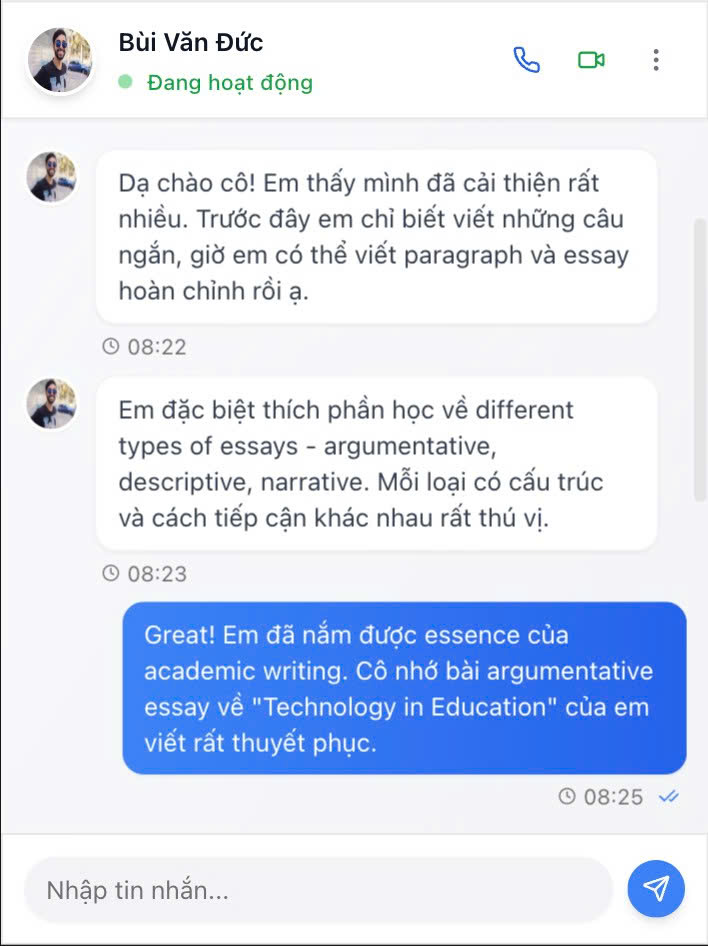 Bùi Văn Đức
Đang hoạt động
Dạ chào cô! Em thấy mình đã cải thiện rất
nhiều. Trước đây em chỉ biết viết những câu
ngắn, giờ em có thể viết paragraph và essay
hoàn chỉnh rồi ạ.
08:22
Em đặc biệt thích phần học về different
types of essays - argumentative,
descriptive, narrative. Mỗi loại có cấu trúc
và cách tiếp cận khác nhau rất thú vị.
08:23
Great! Em đã nắm được essence của
academic writing. Cô nhớ bài argumentative
essay về "Technology in Education" của em
viết rất thuyết phục.
08:25
Nhập tin nhắn...